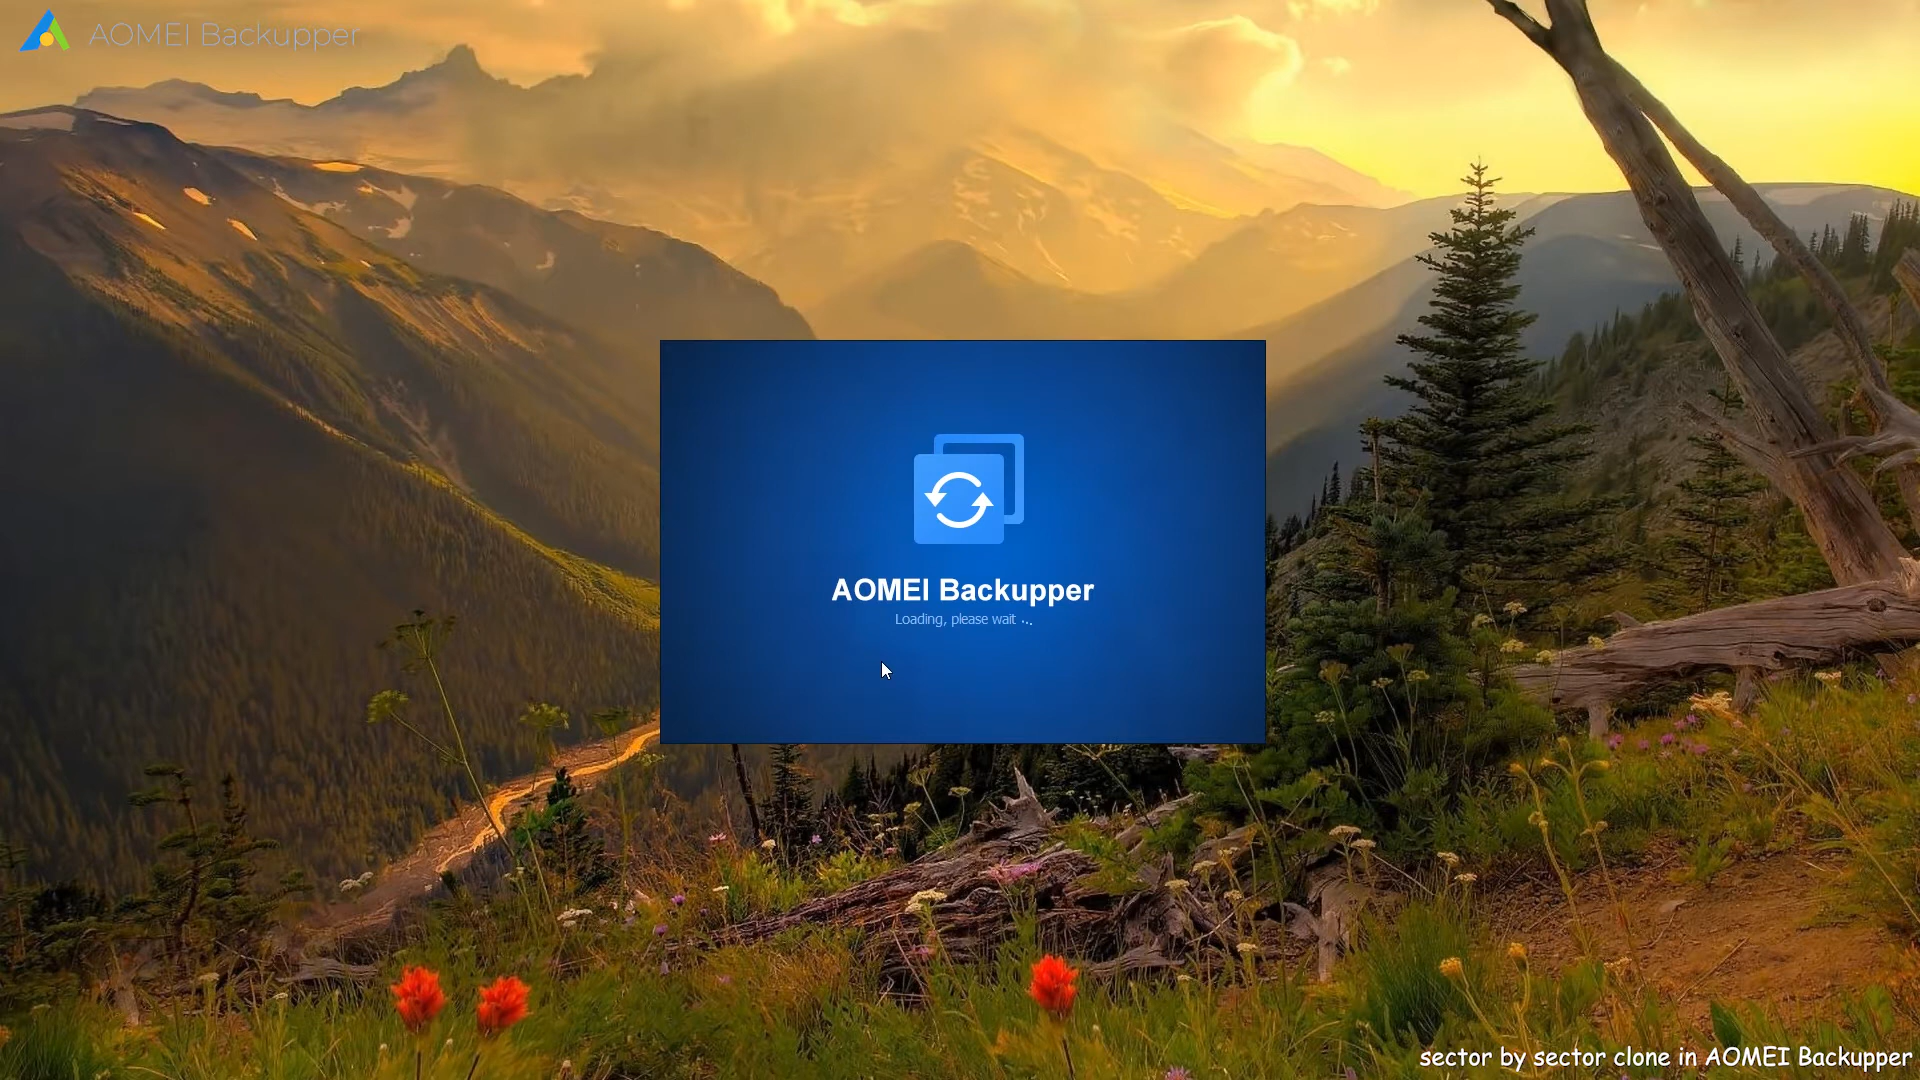 AOMEI Backupper
AOMEI Backupper
Loading, please wait ...
sector by sector clone in AOMEI Backupper